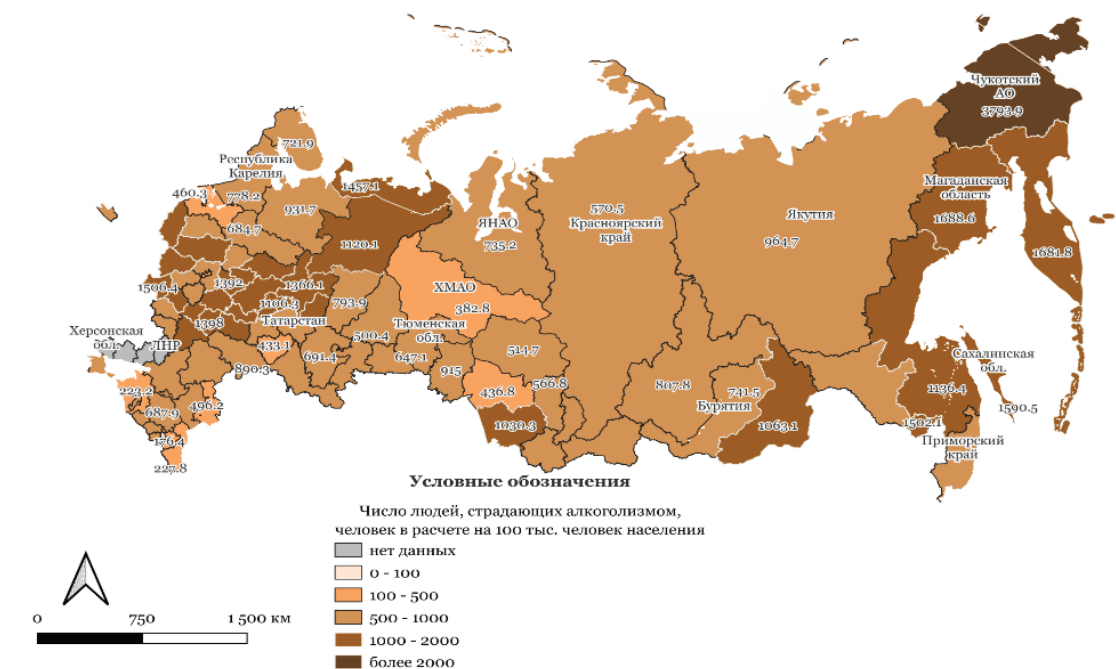 Чукотский
АО
3793.9
721.9
Республика
Карелия
460.3
778.2
1457.1
931.7
684.7
ЯНАО
735.2
570.5
Красноярский
край
Якутия
964.7
Магаданская
область
1688.6
1681.8
1120.1
ХМАО
382.8
1506.4
1392
1366.1
1106.3
793.9
Татарстан
Тюменская
обл.
1398
500.4
Херсонская
обл.
ЛНР
433.1
691.4
647.1
514.7
890.3
915
436.8
566.8
807.8
741.5
Бурятия
Сахалинская
обл.
1136.4
1590.5
223.2
687.9
496.2
1030.3
1063.1
1502.1
Приморский
край
176.4
227.8
Условные обозначения
Число людей, страдающих алкоголизмом,
человек в расчете на 100 тыс. человек населения
нет данных
0 - 100
100 - 500
500 - 1000
1000 - 2000
более 2000
0 750 1 500 км